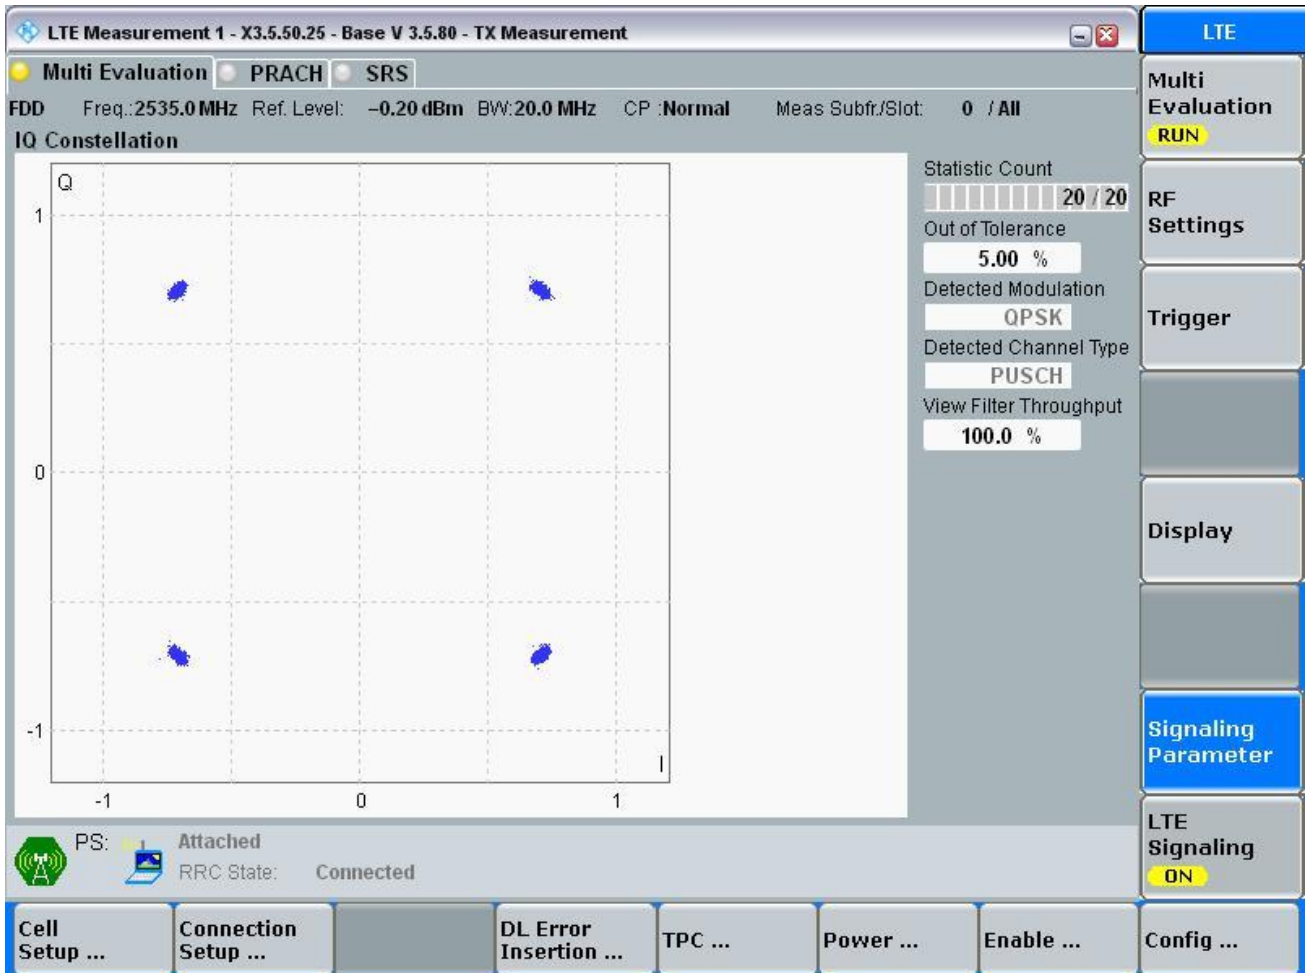 LTE Measurement 1 - X3.5.50.25 - Base V 3.5.80 - TX Measurement
LTE
Multi Evaluation PRACH SRS
FDD Freq.:2535.0 MHz Ref. Level: −0.20 dBm BW:20.0 MHz CP :Normal Meas Subfr./Slot: 0 / All
IQ Constellation
Q
1
0
-1
I
-1 0 1
Statistic Count
20 / 20
Out of Tolerance
5.00 %
Detected Modulation
QPSK
Detected Channel Type
PUSCH
View Filter Throughput
100.0 %
Multi
Evaluation
RUN
RF
Settings
Trigger
Display
Signaling
Parameter
LTE
Signaling
ON
PS: Attached
RRC State: Connected
Cell
Setup ...
Connection
Setup ...
DL Error
Insertion ...
TPC ...
Power ...
Enable ...
Config ...